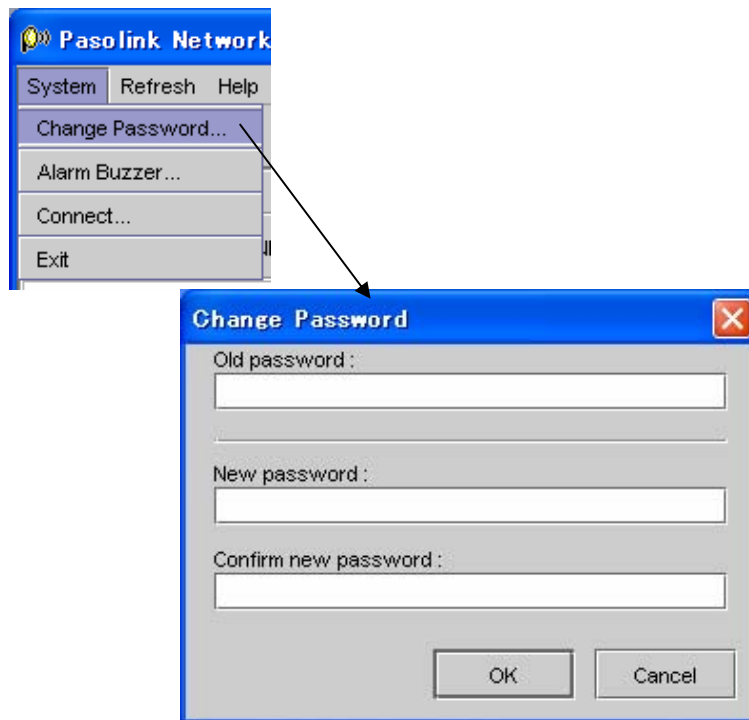 Pasolink Network
System Refresh Help
Change Password...
Alarm Buzzer...
Connect...
Exit
Change Password
Old password :
New password :
Confirm new password :
OK Cancel